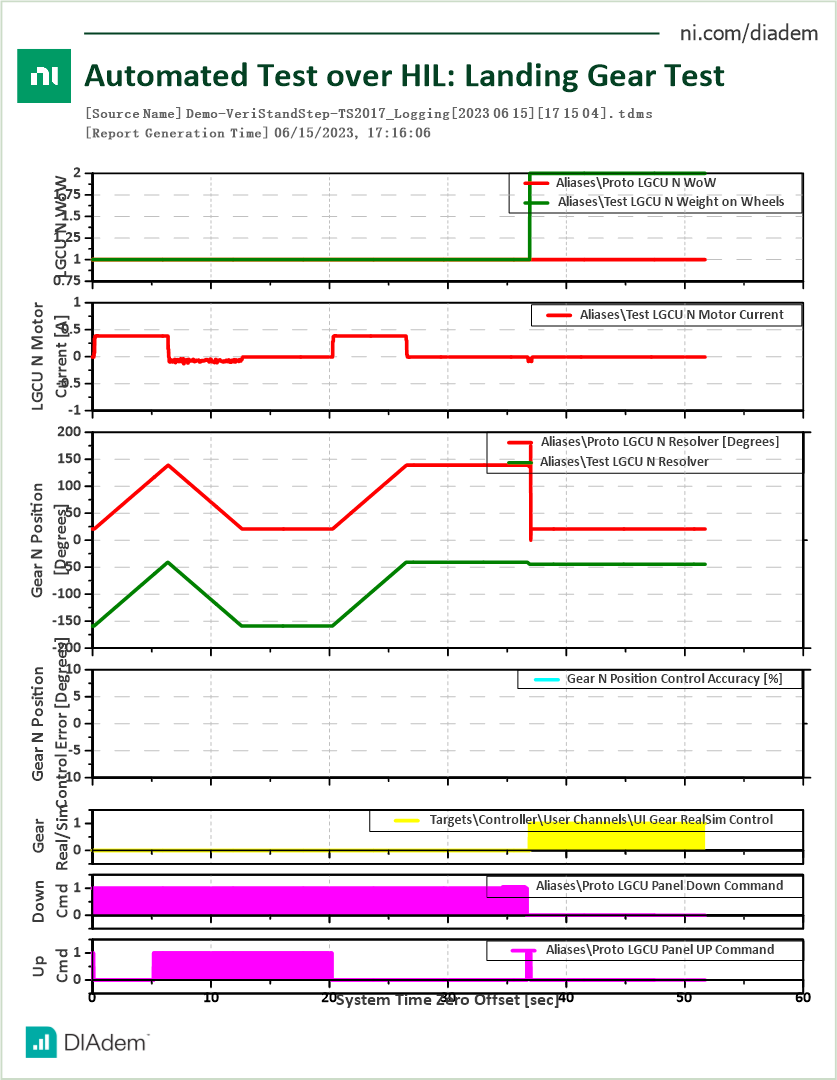 ni.com/diadem
ni
Automated Test over HIL: Landing Gear Test
[Source Name] Demo-VeriStandStep-TS2017_Logging[2023 06 15][17 15 04].tdms
[Report Generation Time] 06/15/2023, 17:16:06
LGCU N WoW
2
1.75
1.5
1.25
1
0.75
Aliases\Proto LGCU N WoW
Aliases\Test LGCU N Weight on Wheels
LGCU N Motor
Current [A]
1
0.5
0
-0.5
-1
Aliases\Test LGCU N Motor Current
Gear N Position
[Degrees]
200
150
100
50
0
-50
-100
-150
-200
Aliases\Proto LGCU N Resolver [Degrees]
Aliases\Test LGCU N Resolver
Gear N Position
Control Error [Degrees]
10
5
0
-5
-10
Gear N Position Control Accuracy [%]
Gear
Real/Sim
1
0
Targets\Controller\User Channels\UI Gear RealSim Control
Down
Cmd
1
0
Aliases\Proto LGCU Panel Down Command
Up
Cmd
1
0
Aliases\Proto LGCU Panel UP Command
0 10 20 30 40 50 60
System Time Zero Offset [sec]
DIAdem™